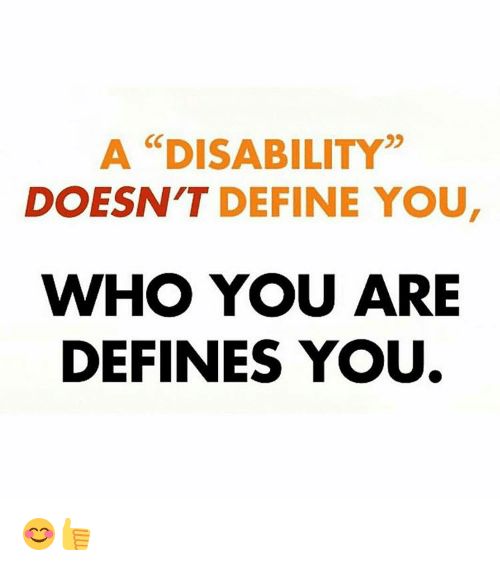 A “DISABILITY”
DOESN'T DEFINE YOU,
WHO YOU ARE
DEFINES YOU.
😊👍